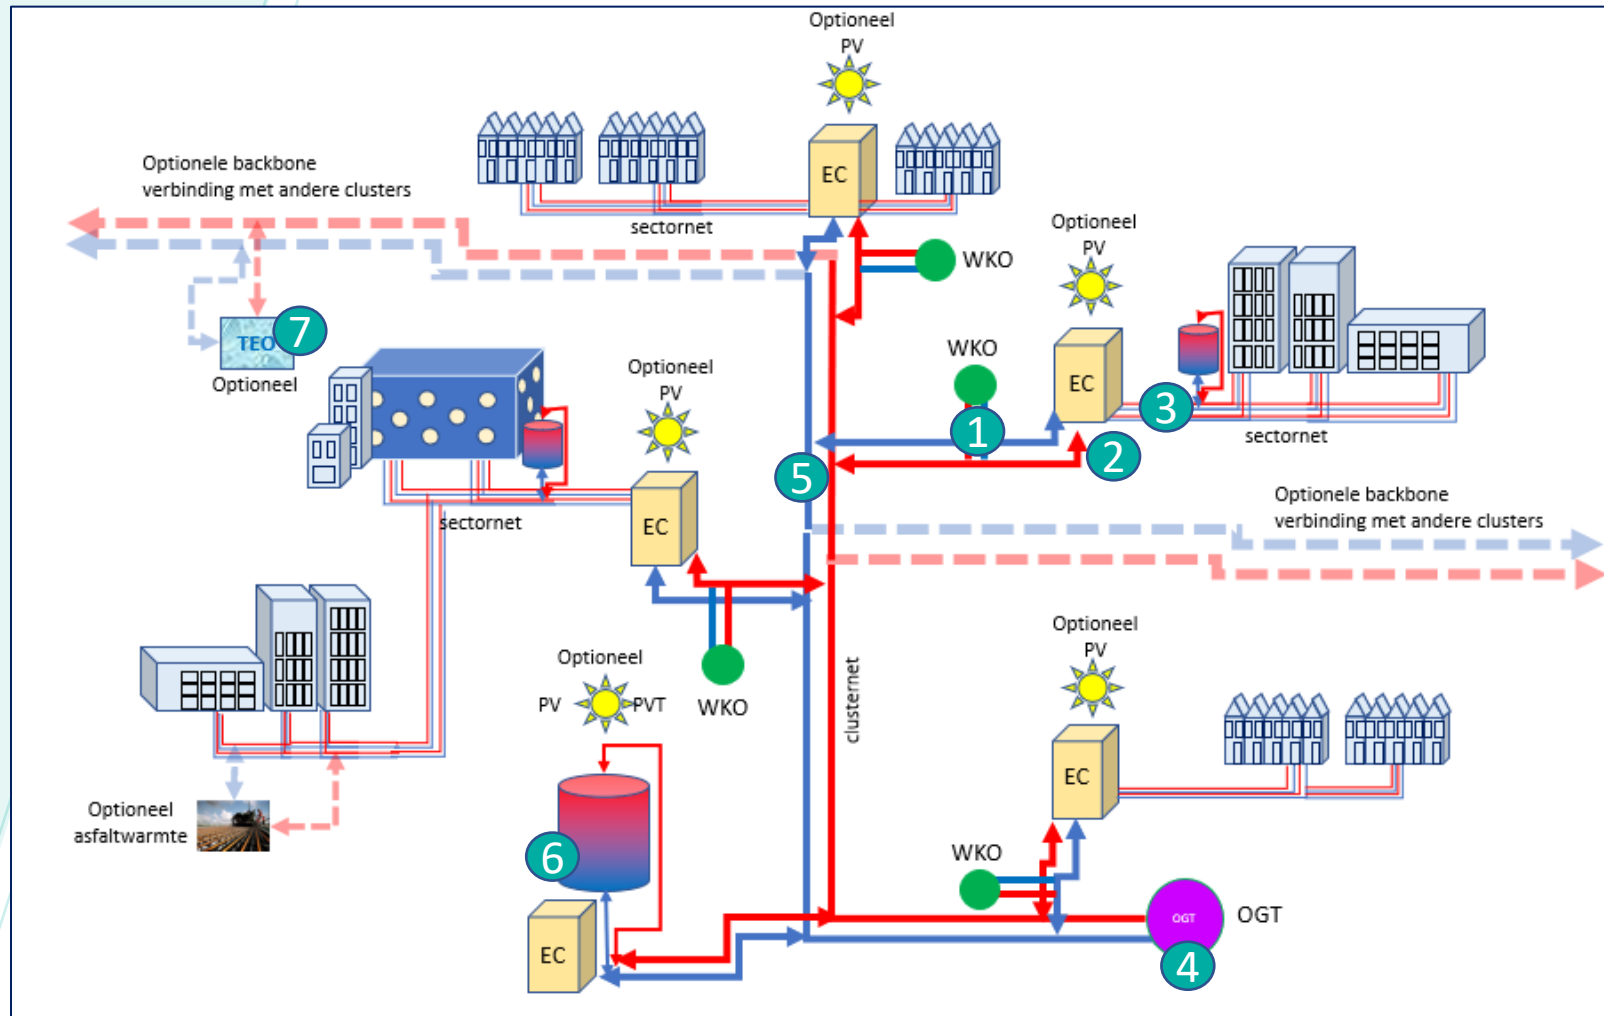 Optioneel
PV
EC
Optionele backbone
verbinding met andere clusters
sectornet
WKO
Optioneel
PV
TEO
7
Optioneel
WKO
EC
3
sectornet
1
2
Optioneel
PV
5
EC
sectornet
Optionele backbone
verbinding met andere clusters
clusternet
WKO
Optioneel
PV
PVT
Optioneel
PV
EC
Optioneel
asfaltwarmte
6
EC
WKO
OGT
OGT
4